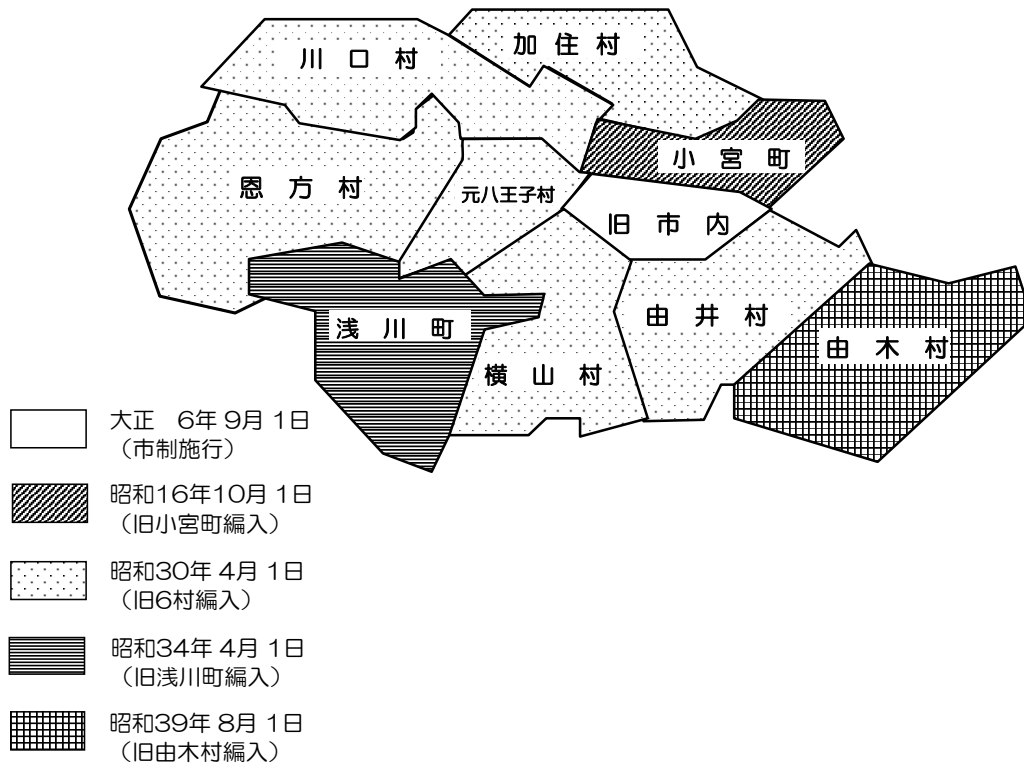 川口村
加住村
小宮町
恩方村
元八王子村
旧市内
浅川町
由井村
由木村
横山村
大正　6年 9月 1日
（市制施行）
昭和16年10月 1日
（旧小宮町編入）
昭和30年 4月 1日
（旧6村編入）
昭和34年 4月 1日
（旧浅川町編入）
昭和39年 8月 1日
（旧由木村編入）